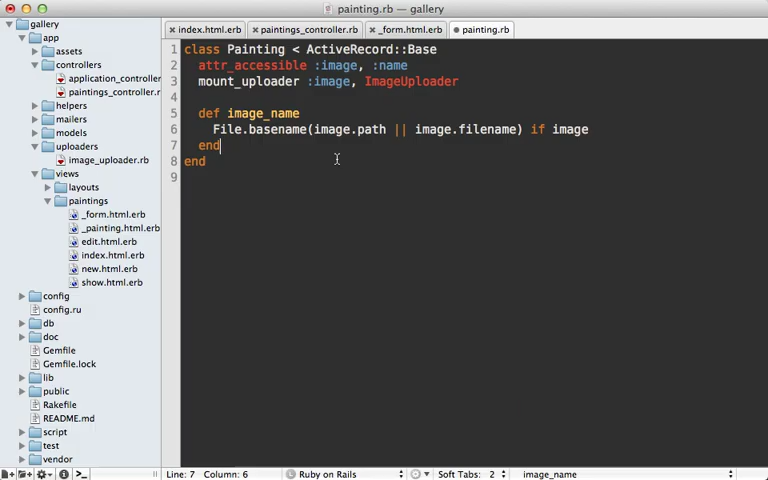 painting.rb — gallery
gallery
app
assets
controllers
application_controller
paintings_controller.r
helpers
mailers
models
uploaders
image_uploader.rb
views
layouts
paintings
_form.html.erb
_painting.html.erb
edit.html.erb
index.html.erb
new.html.erb
show.html.erb
config
config.ru
db
doc
Gemfile
Gemfile.lock
lib
public
Rakefile
README.md
script
test
vendor
index.html.erb paintings_controller.rb _form.html.erb painting.rb
1 class Painting < ActiveRecord::Base
2 attr_accessible :image, :name
3 mount_uploader :image, ImageUploader
4
5 def image_name
6 File.basename(image.path || image.filename) if image
7 end
8 end
9
Line: 7 Column: 6 Ruby on Rails Soft Tabs: 2 image_name